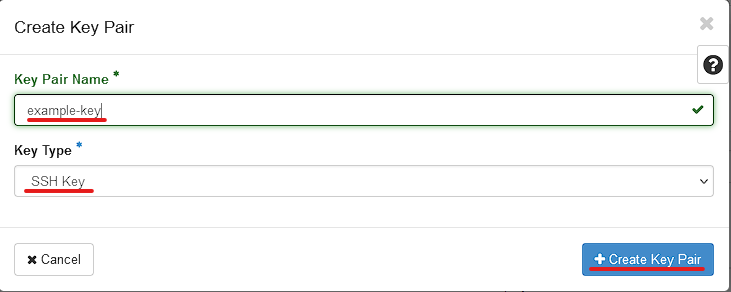 Create Key Pair ×
?
Key Pair Name *
example-key
Key Type *
SSH Key
Cancel
Create Key Pair